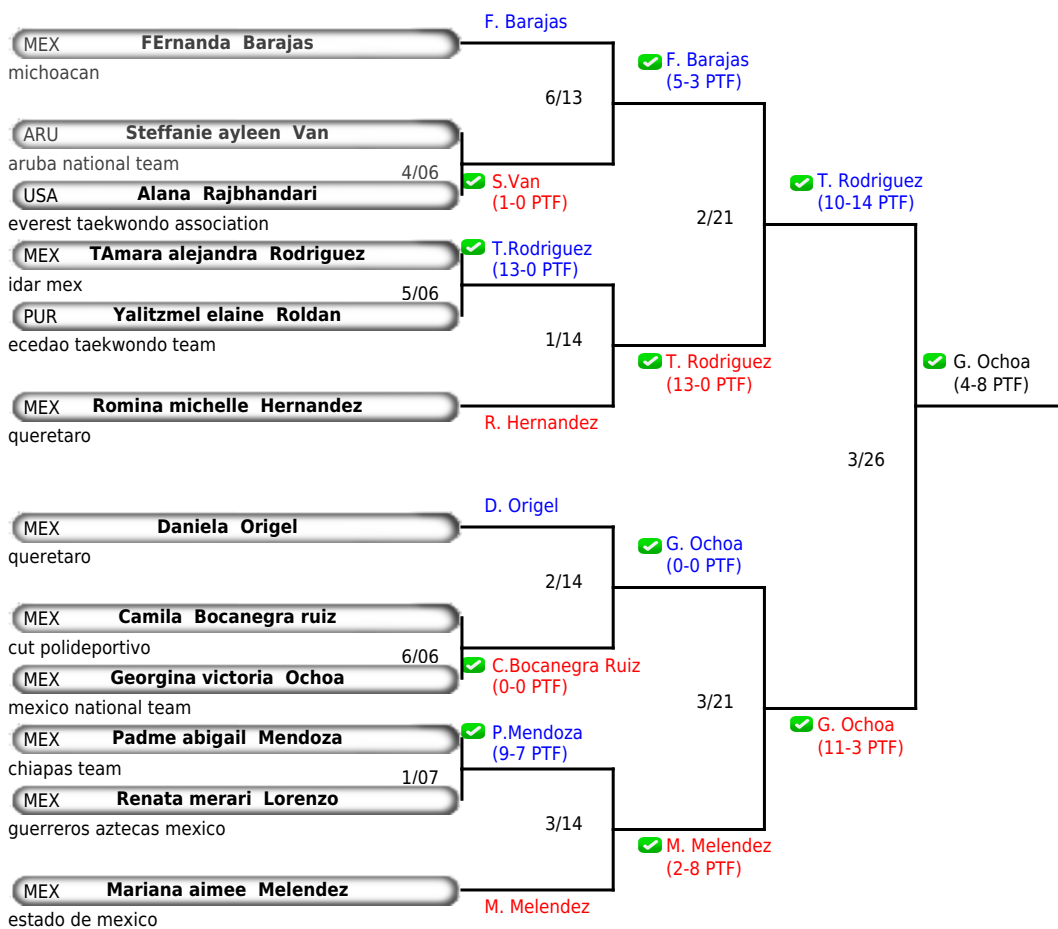 F. Barajas
MEX FErnanda Barajas
michoacan
F. Barajas
(5-3 PTF)
6/13
ARU Steffanie ayleen Van
aruba national team
4/06
USA Alana Rajbhandari
everest taekwondo association
S.Van
(1-0 PTF)
T. Rodriguez
(10-14 PTF)
2/21
MEX TAmara alejandra Rodriguez
idar mex
T.Rodriguez
(13-0 PTF)
5/06
PUR Yalitzmel elaine Roldan
ecedao taekwondo team
1/14
T. Rodriguez
(13-0 PTF)
G. Ochoa
(4-8 PTF)
MEX Romina michelle Hernandez
queretaro
R. Hernandez
3/26
D. Origel
MEX Daniela Origel
queretaro
G. Ochoa
(0-0 PTF)
2/14
MEX Camila Bocanegra ruiz
cut polideportivo
6/06
MEX Georgina victoria Ochoa
mexico national team
C.Bocanegra Ruiz
(0-0 PTF)
3/21
G. Ochoa
(11-3 PTF)
MEX Padme abigail Mendoza
chiapas team
P.Mendoza
(9-7 PTF)
1/07
MEX Renata merari Lorenzo
guerreros aztecas mexico
3/14
M. Melendez
(2-8 PTF)
MEX Mariana aimee Melendez
estado de mexico
M. Melendez